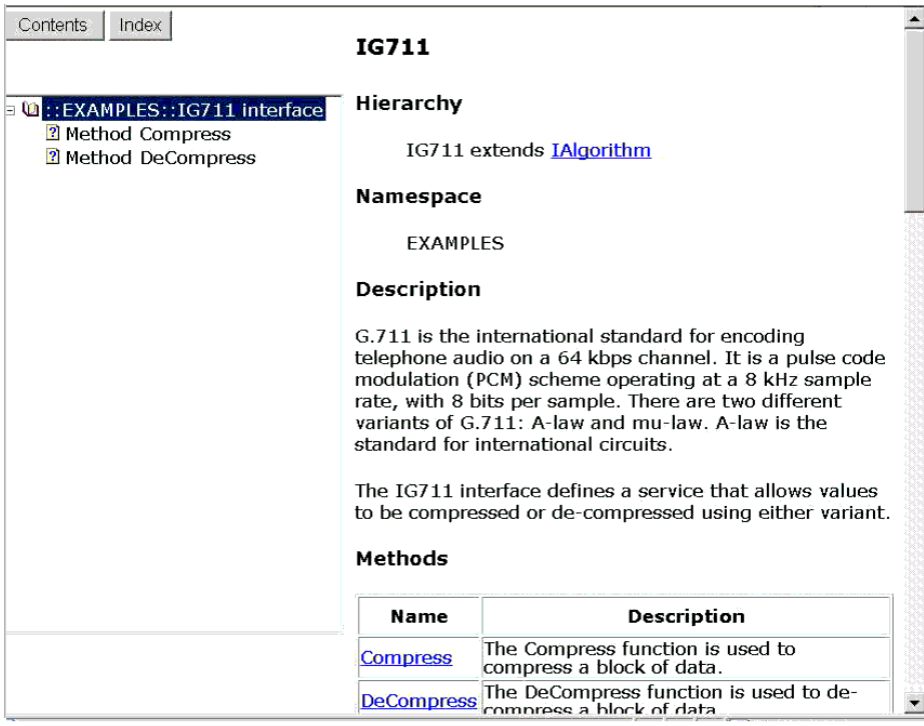 Contents Index
::EXAMPLES::IG711 interface
Method Compress
Method DeCompress
IG711
Hierarchy
IG711 extends IAlgorithm
Namespace
EXAMPLES
Description
G.711 is the international standard for encoding
telephone audio on a 64 kbps channel. It is a pulse code
modulation (PCM) scheme operating at a 8 kHz sample
rate, with 8 bits per sample. There are two different
variants of G.711: A-law and mu-law. A-law is the
standard for international circuits.
The IG711 interface defines a service that allows values
to be compressed or de-compressed using either variant.
Methods
Name Description
Compress The Compress function is used to
compress a block of data.
DeCompress The DeCompress function is used to de-
compress a block of data.